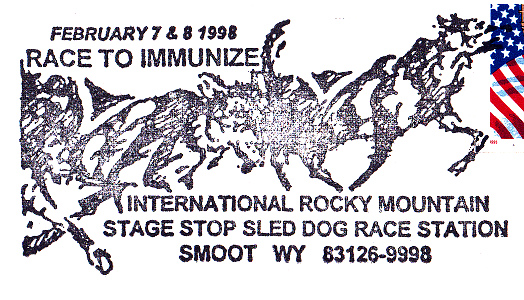 FEBRUARY 7 & 8 1998
RACE TO IMMUNIZE
INTERNATIONAL ROCKY MOUNTAIN
STAGE STOP SLED DOG RACE STATION
SMOOT WY 83126-9998